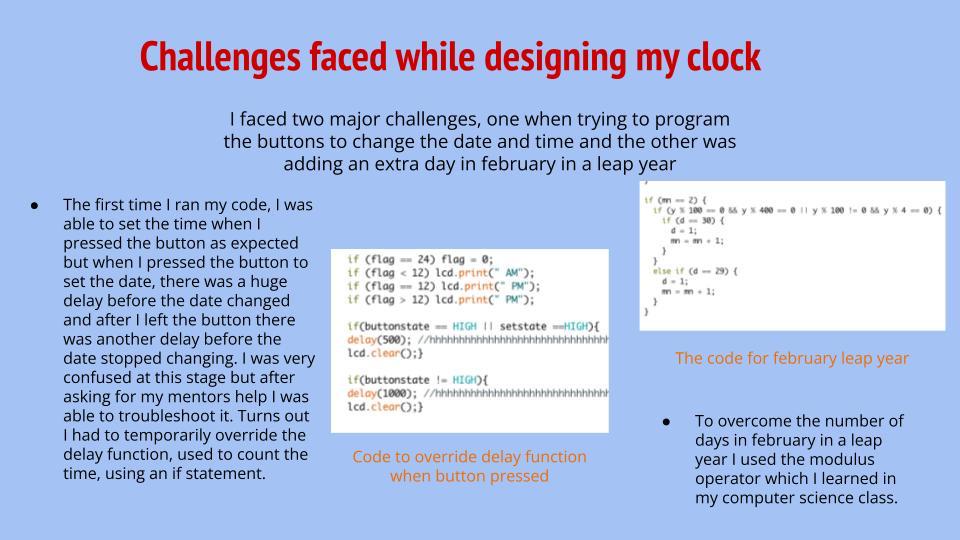 Challenges faced while designing my clock
I faced two major challenges, one when trying to program
the buttons to change the date and time and the other was
adding an extra day in february in a leap year
● The first time I ran my code, I was
able to set the time when I
pressed the button as expected
but when I pressed the button to
set the date, there was a huge
delay before the date changed
and after I left the button there
was another delay before the
date stopped changing. I was very
confused at this stage but after
asking for my mentors help I was
able to troubleshoot it. Turns out
I had to temporarily override the
delay function, used to count the
time, using an if statement.
if (flag == 24) flag = 0;
if (flag < 12) lcd.print(" AM");
if (flag == 12) lcd.print(" PM");
if (flag > 12) lcd.print(" PM");
if(buttonstate == HIGH || setstate ==HIGH){
delay(500); //hhhhhhhhhhhhhhhhhhhhhhhhhhhhhh
lcd.clear();}
if(buttonstate != HIGH){
delay(1000); //hhhhhhhhhhhhhhhhhhhhhhhhhhhhh
lcd.clear();}
Code to override delay function
when button pressed
}
if (mn == 2) {
if (y % 100 == 0 && y % 400 == 0 || y % 100 != 0 && y % 4 == 0) {
if (d == 30) {
d = 1;
mn = mn + 1;
}
}
else if (d == 29) {
d = 1;
mn = mn + 1;
}
}
The code for february leap year
● To overcome the number of
days in february in a leap
year I used the modulus
operator which I learned in
my computer science class.